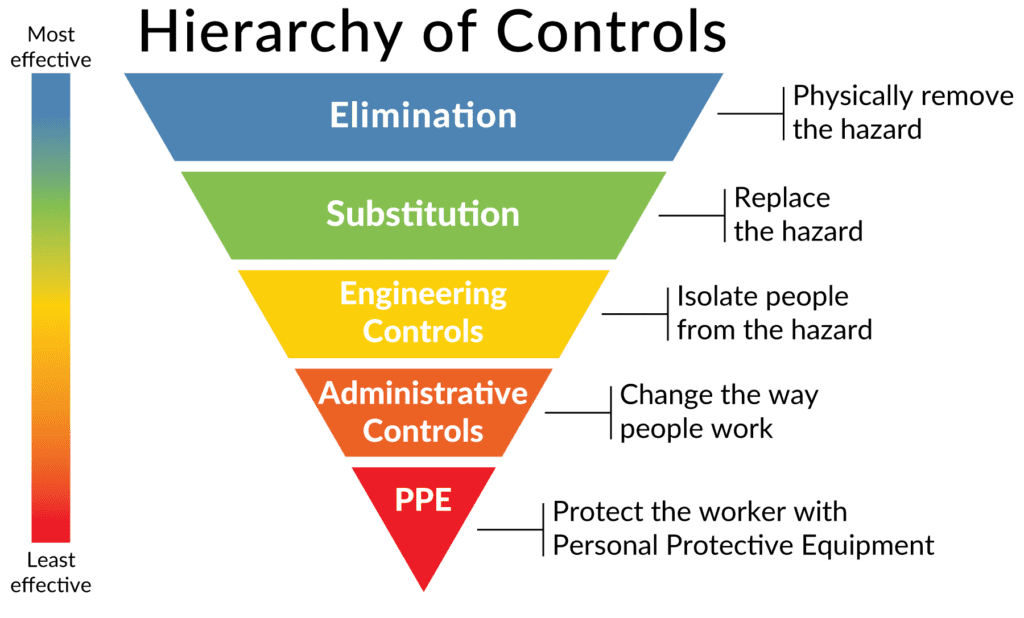 Hierarchy of Controls
Most
effective
Elimination
Physically remove
the hazard
Substitution
Replace
the hazard
Engineering
Controls
Isolate people
from the hazard
Administrative
Controls
Change the way
people work
PPE
Protect the worker with
Personal Protective Equipment
Least
effective